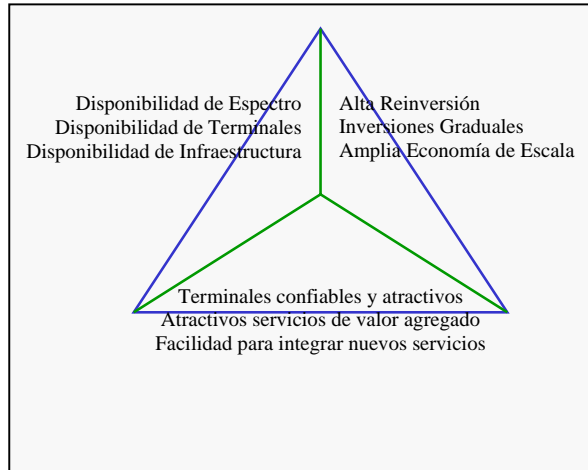 Disponibilidad de Espectro
Disponibilidad de Terminales
Disponibilidad de Infraestructura
Alta Reinversión
Inversiones Graduales
Amplia Economía de Escala
Terminales confiables y atractivos
Atractivos servicios de valor agregado
Facilidad para integrar nuevos servicios